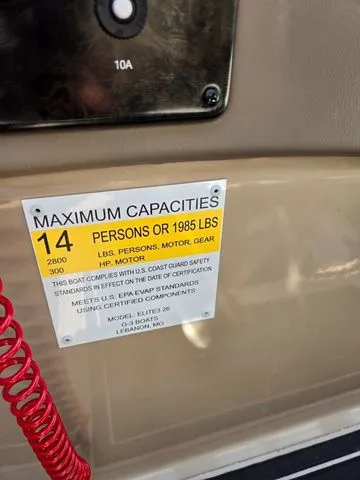 10A
MAXIMUM CAPACITIES
14 PERSONS OR 1985 LBS
2800 LBS. PERSONS, MOTOR, GEAR
300 HP. MOTOR
THIS BOAT COMPLIES WITH U.S. COAST GUARD SAFETY
STANDARDS IN EFFECT ON THE DATE OF CERTIFICATION
MEETS U.S. EPA EVAP STANDARDS
USING CERTIFIED COMPONENTS
MODEL: ELITE3 26
G-3 BOATS
LEBANON, MO